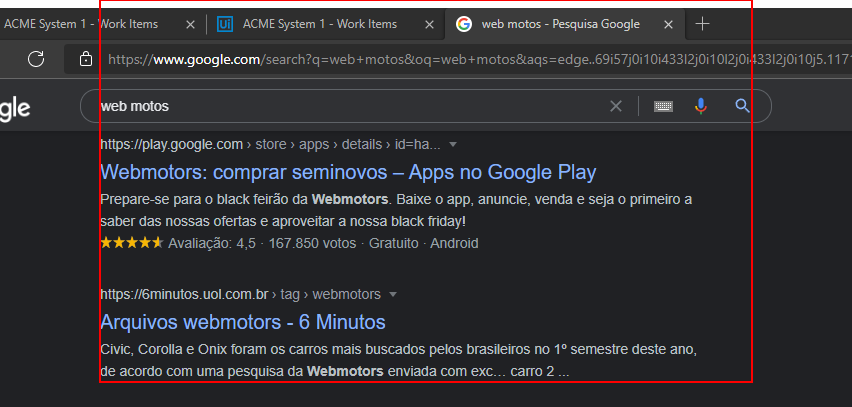 ACME System 1 - Work Items
Ui ACME System 1 - Work Items
G web motos - Pesquisa Google
https://www.google.com/search?q=web+motos&oq=web+motos&aqs=edge..69i57j0i10i433l2j0i10l2j0i433l2j0i10j5.1171
gle
web motos
https://play.google.com › store › apps › details › id=ha...
Webmotors: comprar seminovos – Apps no Google Play
Prepare-se para o black feirão da Webmotors. Baixe o app, anuncie, venda e seja o primeiro a
saber das nossas ofertas e aproveitar a nossa black friday!
Avaliação: 4,5 · 167.850 votos · Gratuito · Android
https://6minutos.uol.com.br › tag › webmotors
Arquivos webmotors - 6 Minutos
Civic, Corolla e Onix foram os carros mais buscados pelos brasileiros no 1º semestre deste ano,
de acordo com uma pesquisa da Webmotors enviada com exc... carro 2 ...